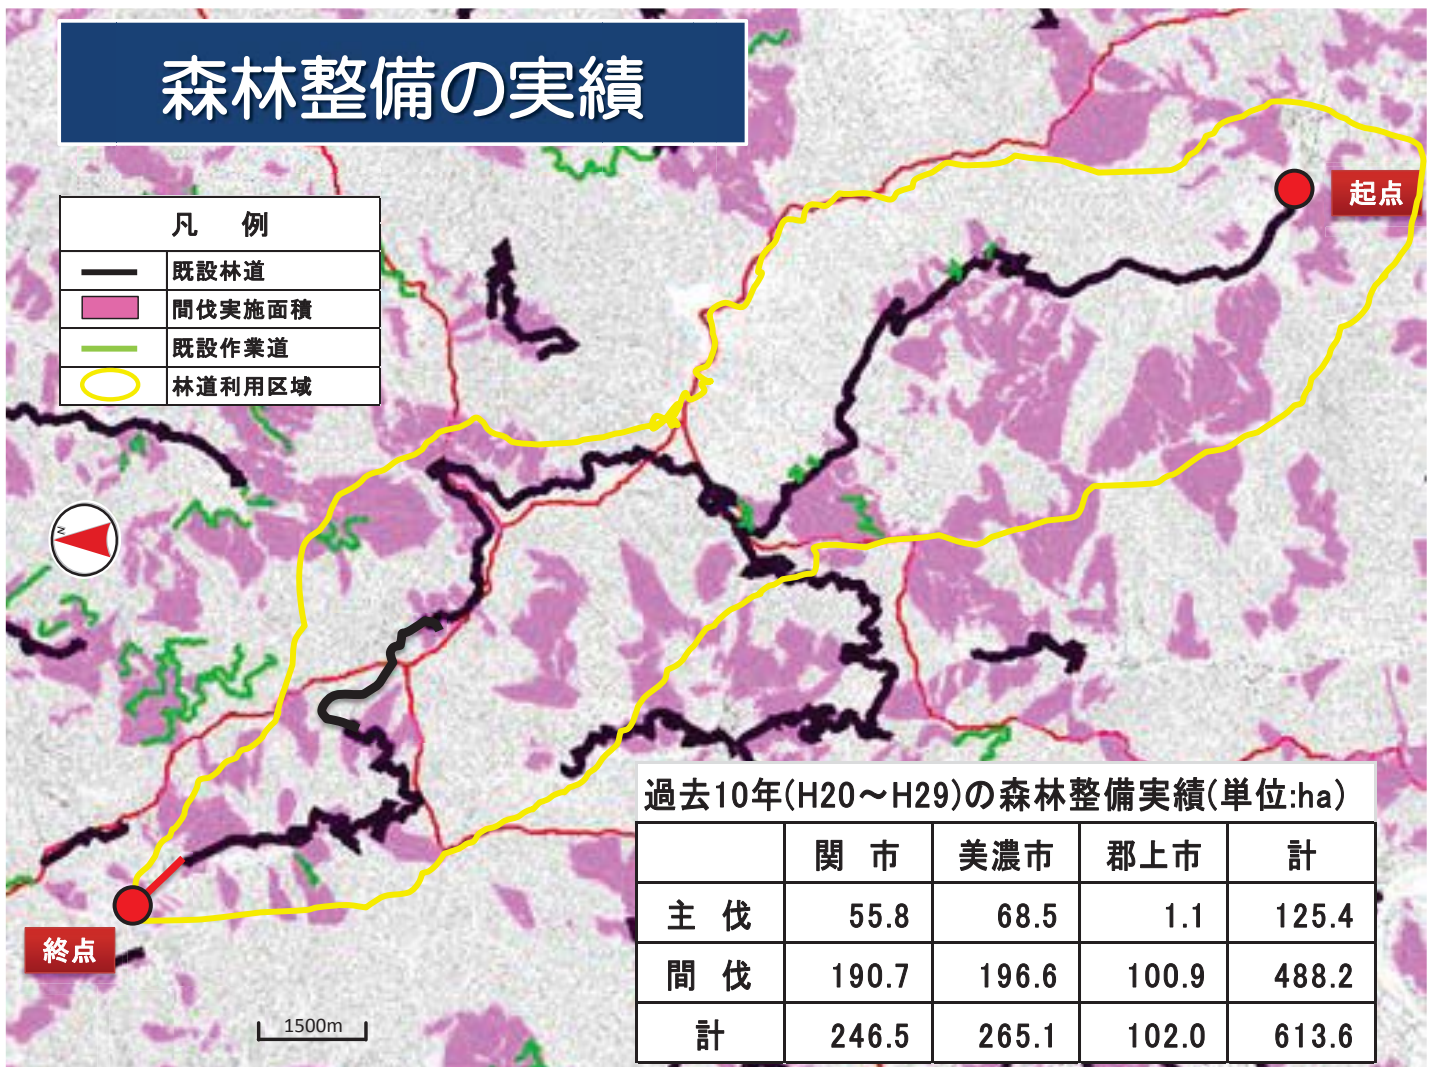 森林整備の実績
凡 例
既設林道
間伐実施面積
既設作業道
林道利用区域
起点
N
終点
1500m
過去10年(H20～H29)の森林整備実績(単位:ha)
関 市 美濃市 郡上市 計
主 伐 55.8 68.5 1.1 125.4
間 伐 190.7 196.6 100.9 488.2
計 246.5 265.1 102.0 613.6